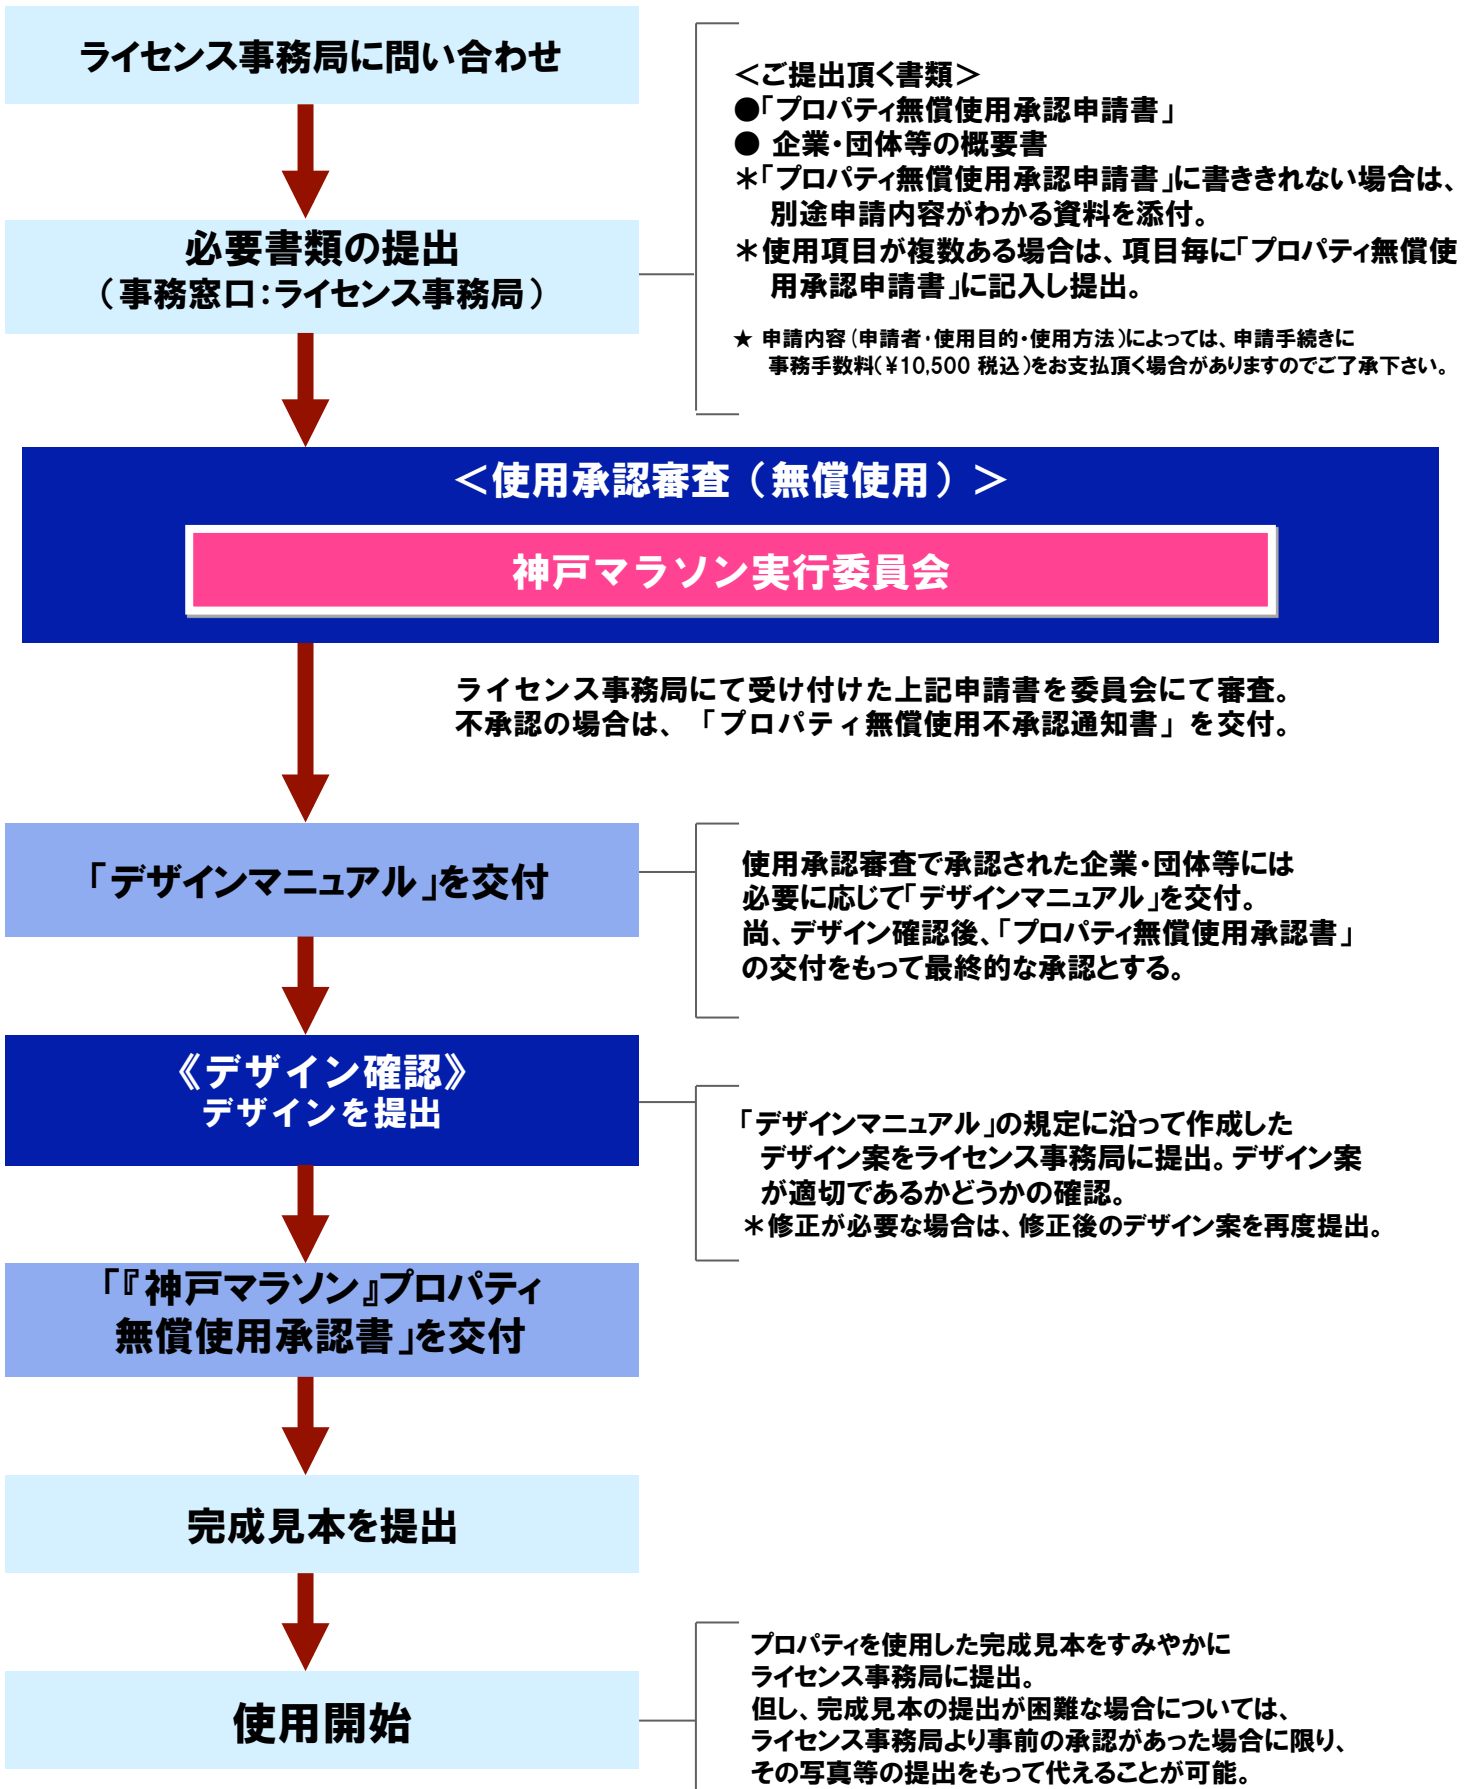 ライセンス事務局に問い合わせ
＜ご提出頂く書類＞
●「プロパティ無償使用承認申請書」
● 企業・団体等の概要書
＊「プロパティ無償使用承認申請書」に書ききれない場合は、
別途申請内容がわかる資料を添付。
＊使用項目が複数ある場合は、項目毎に「プロパティ無償使
用承認申請書」に記入し提出。
★ 申請内容（申請者・使用目的・使用方法）によっては、申請手続きに
事務手数料（￥10,500 税込）をお支払頂く場合がありますのでご了承下さい。
必要書類の提出
（事務窓口：ライセンス事務局）
＜使用承認審査（無償使用）＞
神戸マラソン実行委員会
ライセンス事務局にて受け付けた上記申請書を委員会にて審査。
不承認の場合は、「プロパティ無償使用不承認通知書」を交付。
「デザインマニュアル」を交付
使用承認審査で承認された企業・団体等には
必要に応じて「デザインマニュアル」を交付。
尚、デザイン確認後、「プロパティ無償使用承認書」
の交付をもって最終的な承認とする。
《デザイン確認》
デザインを提出
「デザインマニュアル」の規定に沿って作成した
デザイン案をライセンス事務局に提出。デザイン案
が適切であるかどうかの確認。
＊修正が必要な場合は、修正後のデザイン案を再度提出。
「『神戸マラソン』プロパティ
無償使用承認書」を交付
完成見本を提出
使用開始
プロパティを使用した完成見本をすみやかに
ライセンス事務局に提出。
但し、完成見本の提出が困難な場合については、
ライセンス事務局より事前の承認があった場合に限り、
その写真等の提出をもって代えることが可能。